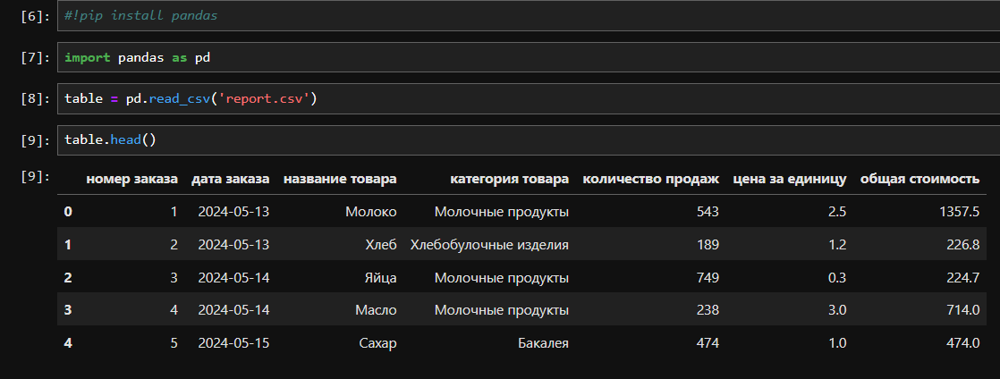 [6]: #!pip install pandas
[7]: import pandas as pd
[8]: table = pd.read_csv('report.csv')
[9]: table.head()
[9]: номер заказа дата заказа название товара категория товара количество продаж цена за единицу общая стоимость
0 1 2024-05-13 Молоко Молочные продукты 543 2.5 1357.5
1 2 2024-05-13 Хлеб Хлебобулочные изделия 189 1.2 226.8
2 3 2024-05-14 Яйца Молочные продукты 749 0.3 224.7
3 4 2024-05-14 Масло Молочные продукты 238 3.0 714.0
4 5 2024-05-15 Сахар Бакалея 474 1.0 474.0